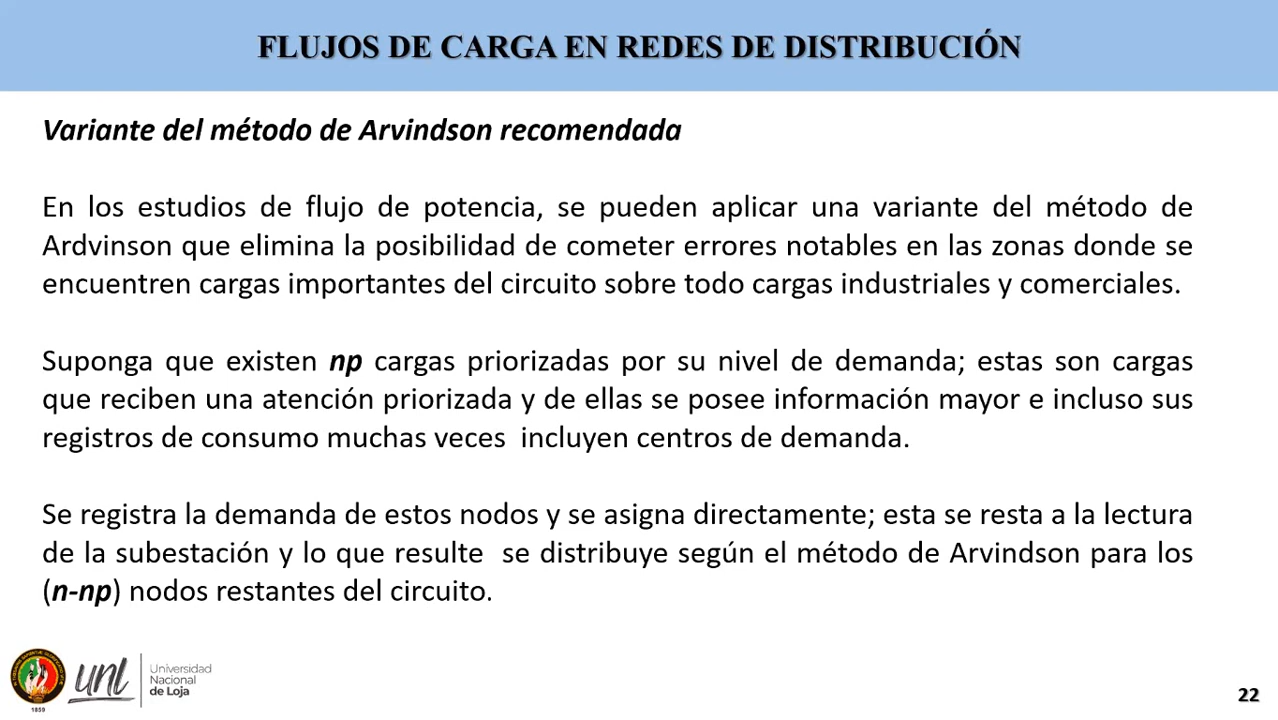 FLUJOS DE CARGA EN REDES DE DISTRIBUCIÓN
Variante del método de Arvindson recomendada
En los estudios de flujo de potencia, se pueden aplicar una variante del método de
Ardvinson que elimina la posibilidad de cometer errores notables en las zonas donde se
encuentren cargas importantes del circuito sobre todo cargas industriales y comerciales.
Suponga que existen np cargas priorizadas por su nivel de demanda; estas son cargas
que reciben una atención priorizada y de ellas se posee información mayor e incluso sus
registros de consumo muchas veces incluyen centros de demanda.
Se registra la demanda de estos nodos y se asigna directamente; esta se resta a la lectura
de la subestación y lo que resulte se distribuye según el método de Arvindson para los
(n-np) nodos restantes del circuito.
1859
unl
Universidad
Nacional
de Loja
22